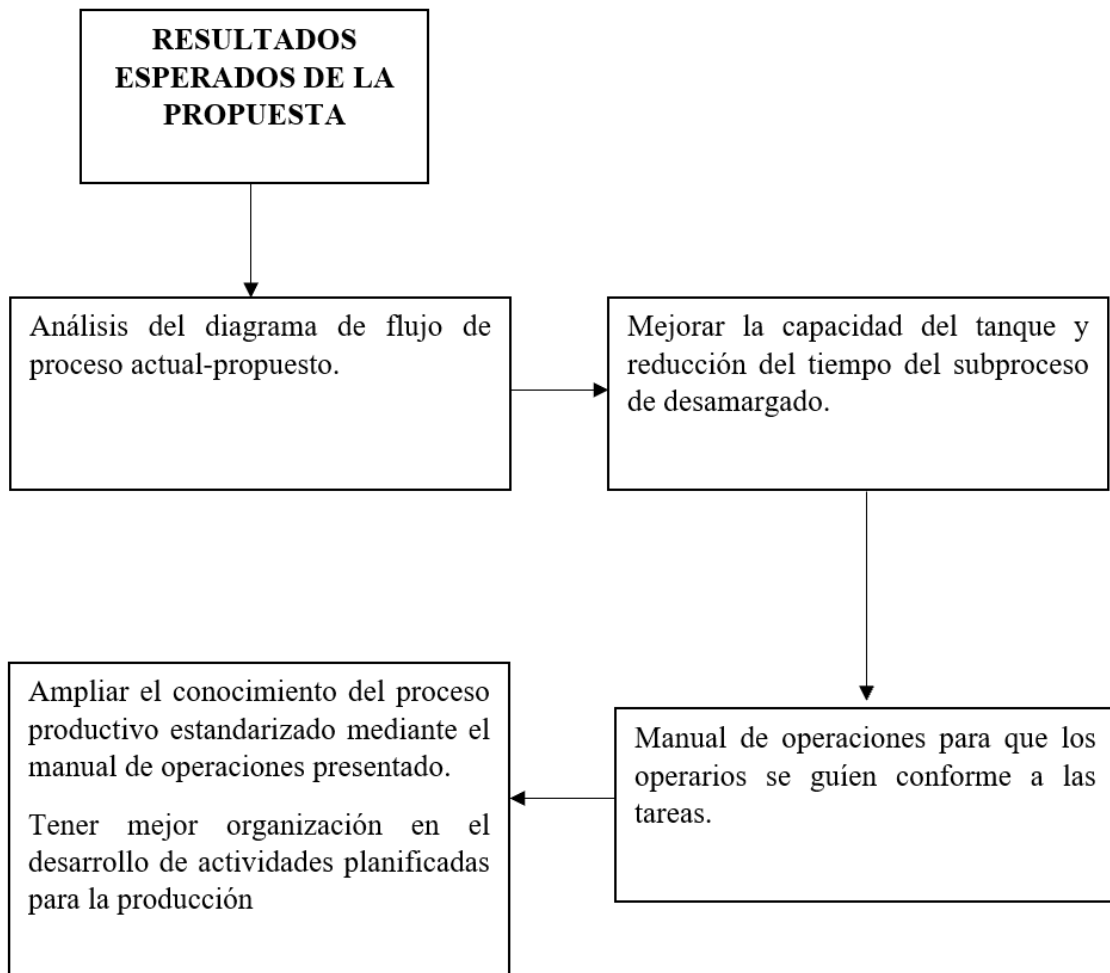 RESULTADOS
ESPERADOS DE LA
PROPUESTA
Análisis del diagrama de flujo de
proceso actual-propuesto.
Mejorar la capacidad del tanque y
reducción del tiempo del subproceso
de desamargado.
Manual de operaciones para que los
operarios se guíen conforme a las
tareas.
Ampliar el conocimiento del proceso
productivo estandarizado mediante el
manual de operaciones presentado.
Tener mejor organización en el
desarrollo de actividades planificadas
para la producción